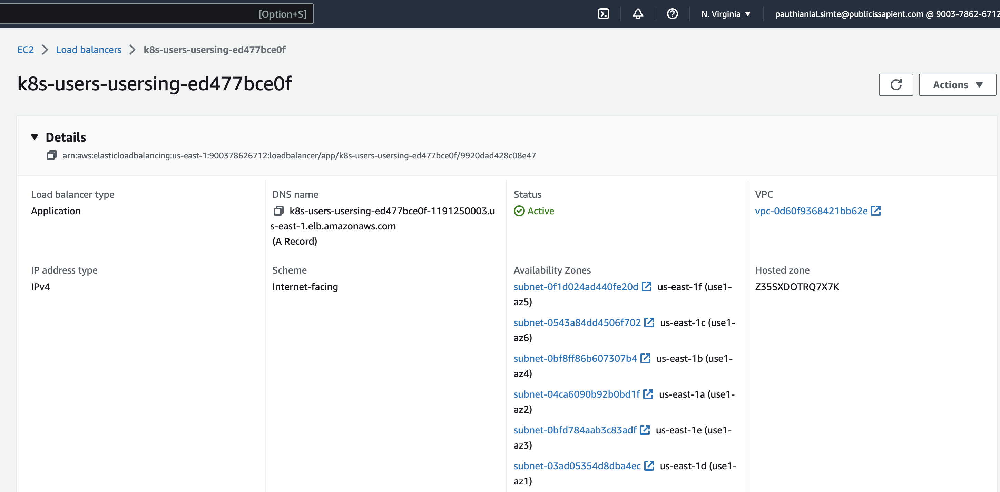 [Option+S]
N. Virginia
pauthianlal.simte@publicissapient.com @ 9003-7862-6712
EC2
Load balancers
k8s-users-usersing-ed477bce0f
k8s-users-usersing-ed477bce0f
Actions
Details
arn:aws:elasticloadbalancing:us-east-1:900378626712:loadbalancer/app/k8s-users-usersing-ed477bce0f/9920dad428c08e47
Load balancer type
Application
DNS name
k8s-users-usersing-ed477bce0f-1191250003.u
s-east-1.elb.amazonaws.com
(A Record)
Status
Active
VPC
vpc-0d60f9368421bb62e
IP address type
IPv4
Scheme
Internet-facing
Availability Zones
subnet-0f1d024ad440fe20d us-east-1f (use1-
az5)
subnet-0543a84dd4506f702 us-east-1c (use1-
az6)
subnet-0bf8ff86b607307b4 us-east-1b (use1-
az4)
subnet-04ca6090b92b0bd1f us-east-1a (use1-
az2)
subnet-0bfd784aab3c83adf us-east-1e (use1-
az3)
subnet-03ad05354d8dba4ec us-east-1d (use1-
az1)
Hosted zone
Z35SXDOTRQ7X7K